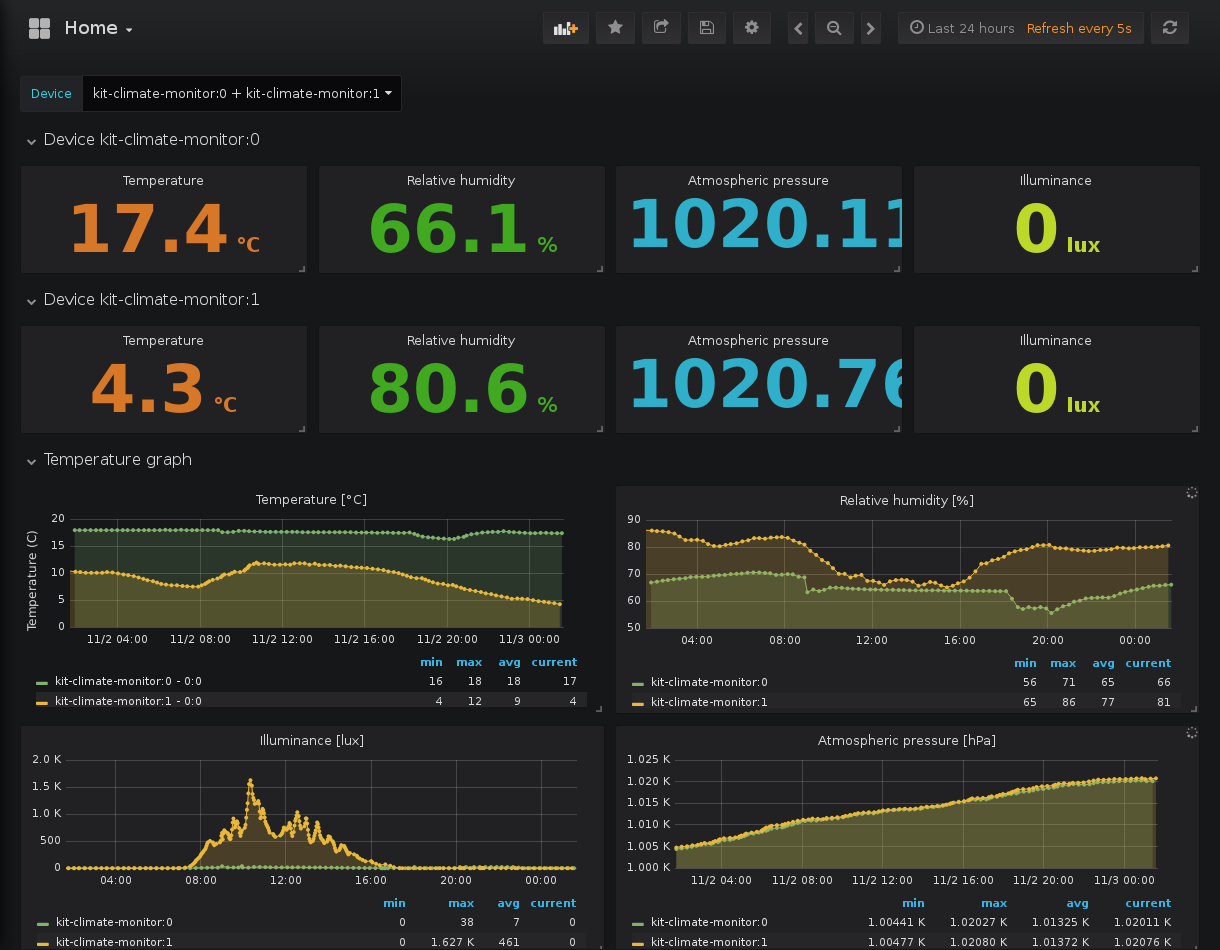 Home
Last 24 hours Refresh every 5s
Device kit-climate-monitor:0 + kit-climate-monitor:1
Device kit-climate-monitor:0
Temperature Relative humidity Atmospheric pressure Illuminance
17.4 °C 66.1 % 1020.11 0 lux
Device kit-climate-monitor:1
Temperature Relative humidity Atmospheric pressure Illuminance
4.3 °C 80.6 % 1020.76 0 lux
Temperature graph
Temperature [°C]
Temperature (C)
20
15
10
5
0
11/2 04:00 11/2 08:00 11/2 12:00 11/2 16:00 11/2 20:00 11/3 00:00
min max avg current
kit-climate-monitor:0 - 0:0 16 18 18 17
kit-climate-monitor:1 - 0:0 4 12 9 4
Relative humidity [%]
90
80
70
60
50
04:00 08:00 12:00 16:00 20:00 00:00
min max avg current
kit-climate-monitor:0 56 71 65 66
kit-climate-monitor:1 65 86 77 81
Illuminance [lux]
2.0 K
1.5 K
1.0 K
500
0
04:00 08:00 12:00 16:00 20:00 00:00
min max avg current
kit-climate-monitor:0 0 38 7 0
kit-climate-monitor:1 0 1.627 K 461 0
Atmospheric pressure [hPa]
1.025 K
1.020 K
1.015 K
1.010 K
1.005 K
1.000 K
11/2 04:00 11/2 08:00 11/2 12:00 11/2 16:00 11/2 20:00 11/3 00:00
min max avg current
kit-climate-monitor:0 1.00441 K 1.02027 K 1.01325 K 1.02011 K
kit-climate-monitor:1 1.00477 K 1.02080 K 1.01372 K 1.02076 K